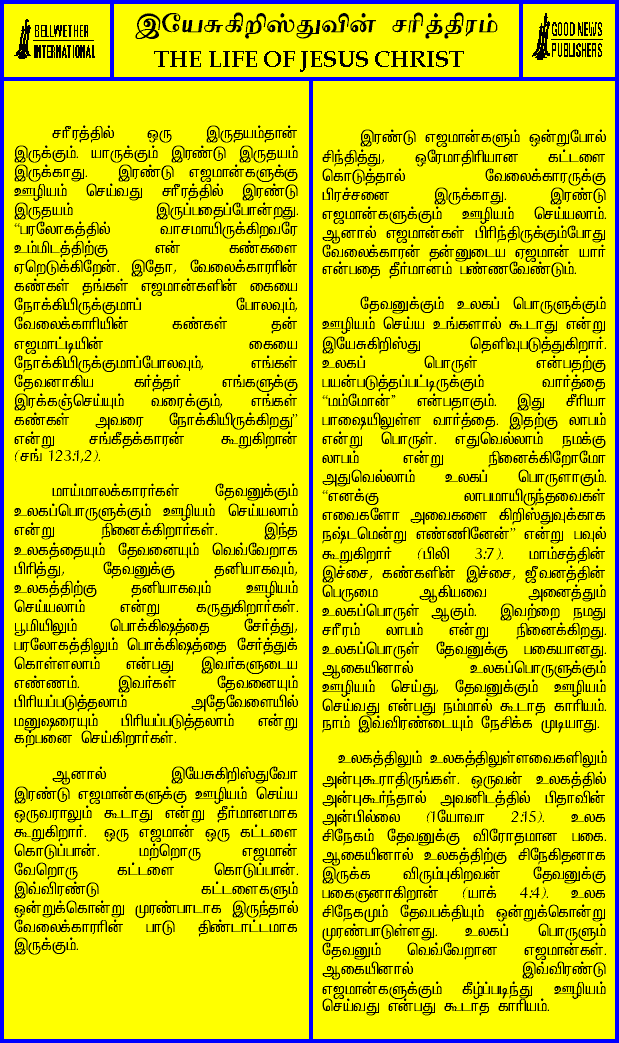 BELLWETHER
INTERNATIONAL
இயேசுகிறிஸ்துவின் சரித்திரம்
THE LIFE OF JESUS CHRIST
GOOD NEWS
PUBLISHERS
சரீரத்தில் ஒரு இருதயம்தான்
இருக்கும். யாருக்கும் இரண்டு இருதயம்
இருக்காது. இரண்டு எஜமான்களுக்கு
ஊழியம் செய்வது சரீரத்தில் இரண்டு
இருதயம் இருப்பதைப்போன்றது.
“பரலோகத்தில் வாசமாயிருக்கிறவரே
உம்மிடத்திற்கு என் கண்களை
ஏறெடுக்கிறேன். இதோ, வேலைக்காரரின்
கண்கள் தங்கள் எஜமான்களின் கையை
நோக்கியிருக்குமாப் போலவும்,
வேலைக்காரியின் கண்கள் தன்
எஜமாட்டியின் கையை
நோக்கியிருக்குமாப்போலவும், எங்கள்
தேவனாகிய கர்த்தர் எங்களுக்கு
இரக்கஞ்செய்யும் வரைக்கும், எங்கள்
கண்கள் அவரை நோக்கியிருக்கிறது”
என்று சங்கீதக்காரன் கூறுகிறான்
(சங் 123:1,2).
மாய்மாலக்காரர்கள் தேவனுக்கும்
உலகப்பொருளுக்கும் ஊழியம் செய்யலாம்
என்று நினைக்கிறார்கள். இந்த
உலகத்தையும் தேவனையும் வெவ்வேறாக
பிரித்து, தேவனுக்கு தனியாகவும்,
உலகத்திற்கு தனியாகவும் ஊழியம்
செய்யலாம் என்று கருதுகிறார்கள்.
பூமியிலும் பொக்கிஷத்தை சேர்த்து,
பரலோகத்திலும் பொக்கிஷத்தை சேர்த்துக்
கொள்ளலாம் என்பது இவர்களுடைய
எண்ணம். இவர்கள் தேவனையும்
பிரியப்படுத்தலாம் அதேவேளையில்
மனுஷரையும் பிரியப்படுத்தலாம் என்று
கற்பனை செய்கிறார்கள்.
ஆனால் இயேசுகிறிஸ்துவோ
இரண்டு எஜமான்களுக்கு ஊழியம் செய்ய
ஒருவராலும் கூடாது என்று தீர்மானமாக
கூறுகிறார். ஒரு எஜமான் ஒரு கட்டளை
கொடுப்பான். மற்றொரு எஜமான்
வேறொரு கட்டளை கொடுப்பான்.
இவ்விரண்டு கட்டளைகளும்
ஒன்றுக்கொன்று முரண்பாடாக இருந்தால்
வேலைக்காரரின் பாடு திண்டாட்டமாக
இருக்கும்.
இரண்டு எஜமான்களும் ஒன்றுபோல்
சிந்தித்து, ஒரேமாதிரியான கட்டளை
கொடுத்தால் வேலைக்காரருக்கு
பிரச்சனை இருக்காது. இரண்டு
எஜமான்களுக்கும் ஊழியம் செய்யலாம்.
ஆனால் எஜமான்கள் பிரிந்திருக்கும்போது
வேலைக்காரன் தன்னுடைய ஏஜமான் யார்
என்பதை தீர்மானம் பண்ணவேண்டும்.
தேவனுக்கும் உலகப் பொருளுக்கும்
ஊழியம் செய்ய உங்களால் கூடாது என்று
இயேசுகிறிஸ்து தெளிவுபடுத்துகிறார்.
உலகப் பொருள் என்பதற்கு
பயன்படுத்தப்பட்டிருக்கும் வார்த்தை
“மம்மோன்” என்பதாகும். இது சீரியா
பாஷையிலுள்ள வார்த்தை. இதற்கு லாபம்
என்று பொருள். எதுவெல்லாம் நமக்கு
லாபம் என்று நினைக்கிறோமோ
அதுவெல்லாம் உலகப் பொருளாகும்.
“எனக்கு லாபமாயிருந்தவைகள்
எவைகளோ அவைகளை கிறிஸ்துவுக்காக
நஷ்டமென்று எண்ணினேன்” என்று பவுல்
கூறுகிறார் (பிலி 3:7). மாம்சத்தின்
இச்சை, கண்களின் இச்சை, ஜீவனத்தின்
பெருமை ஆகியவை அனைத்தும்
உலகப்பொருள் ஆகும். இவற்றை நமது
சரீரம் லாபம் என்று நினைக்கிறது.
உலகப்பொருள் தேவனுக்கு பகையானது.
ஆகையினால் உலகப்பொருளுக்கும்
ஊழியம் செய்து, தேவனுக்கும் ஊழியம்
செய்வது என்பது நம்மால் கூடாத காரியம்.
நாம் இவ்விரண்டையும் நேசிக்க முடியாது.
உலகத்திலும் உலகத்திலுள்ளவைகளிலும்
அன்புகூராதிருங்கள். ஒருவன் உலகத்தில்
அன்புகூர்ந்தால் அவனிடத்தில் பிதாவின்
அன்பில்லை (1யோவா 2:15). உலக
சிநேகம் தேவனுக்கு விரோதமான பகை.
ஆகையினால் உலகத்திற்கு சிநேகிதனாக
இருக்க விரும்புகிறவன் தேவனுக்கு
பகைஞனாகிறான் (யாக் 4:4). உலக
சிநேகமும் தேவபக்தியும் ஒன்றுக்கொன்று
முரண்பாடுள்ளது. உலகப் பொருளும்
தேவனும் வெவ்வேறான எஜமான்கள்.
ஆகையினால் இவ்விரண்டு
எஜமான்களுக்கும் கீழ்ப்படிந்து ஊழியம்
செய்வது என்பது கூடாத காரியம்.